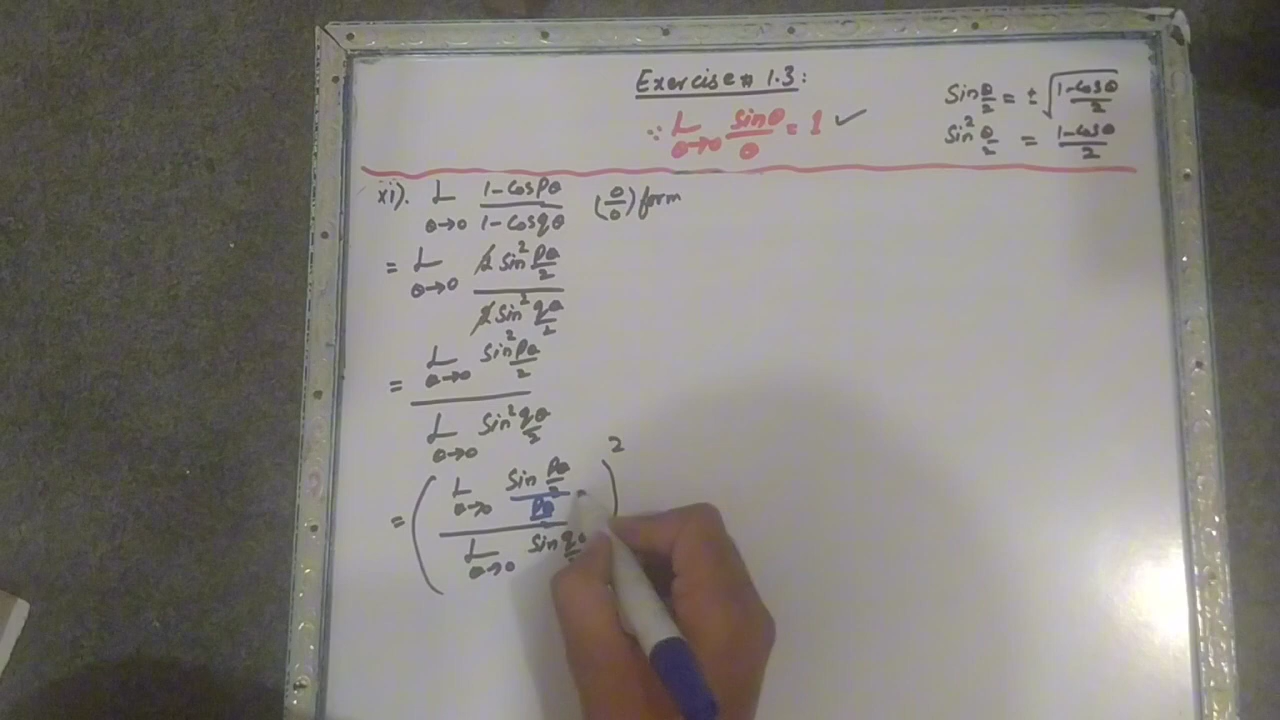 Exercise # 1.3:
∵ L θ→0 sinθ/θ = 1 ✓
Sin θ/2 = ± √(1-Cosθ/2)
Sin² θ/2 = 1-Cosθ/2
xi). L θ→0 1-Cospθ/1-Cosqθ (0/0) form
= L θ→0 2 Sin² pθ/2 / 2 Sin² qθ/2
= L θ→0 Sin² pθ/2 / L θ→0 Sin² qθ/2
= ( L θ→0 Sin pθ/2 / pθ / L θ→0 Sin qθ )²